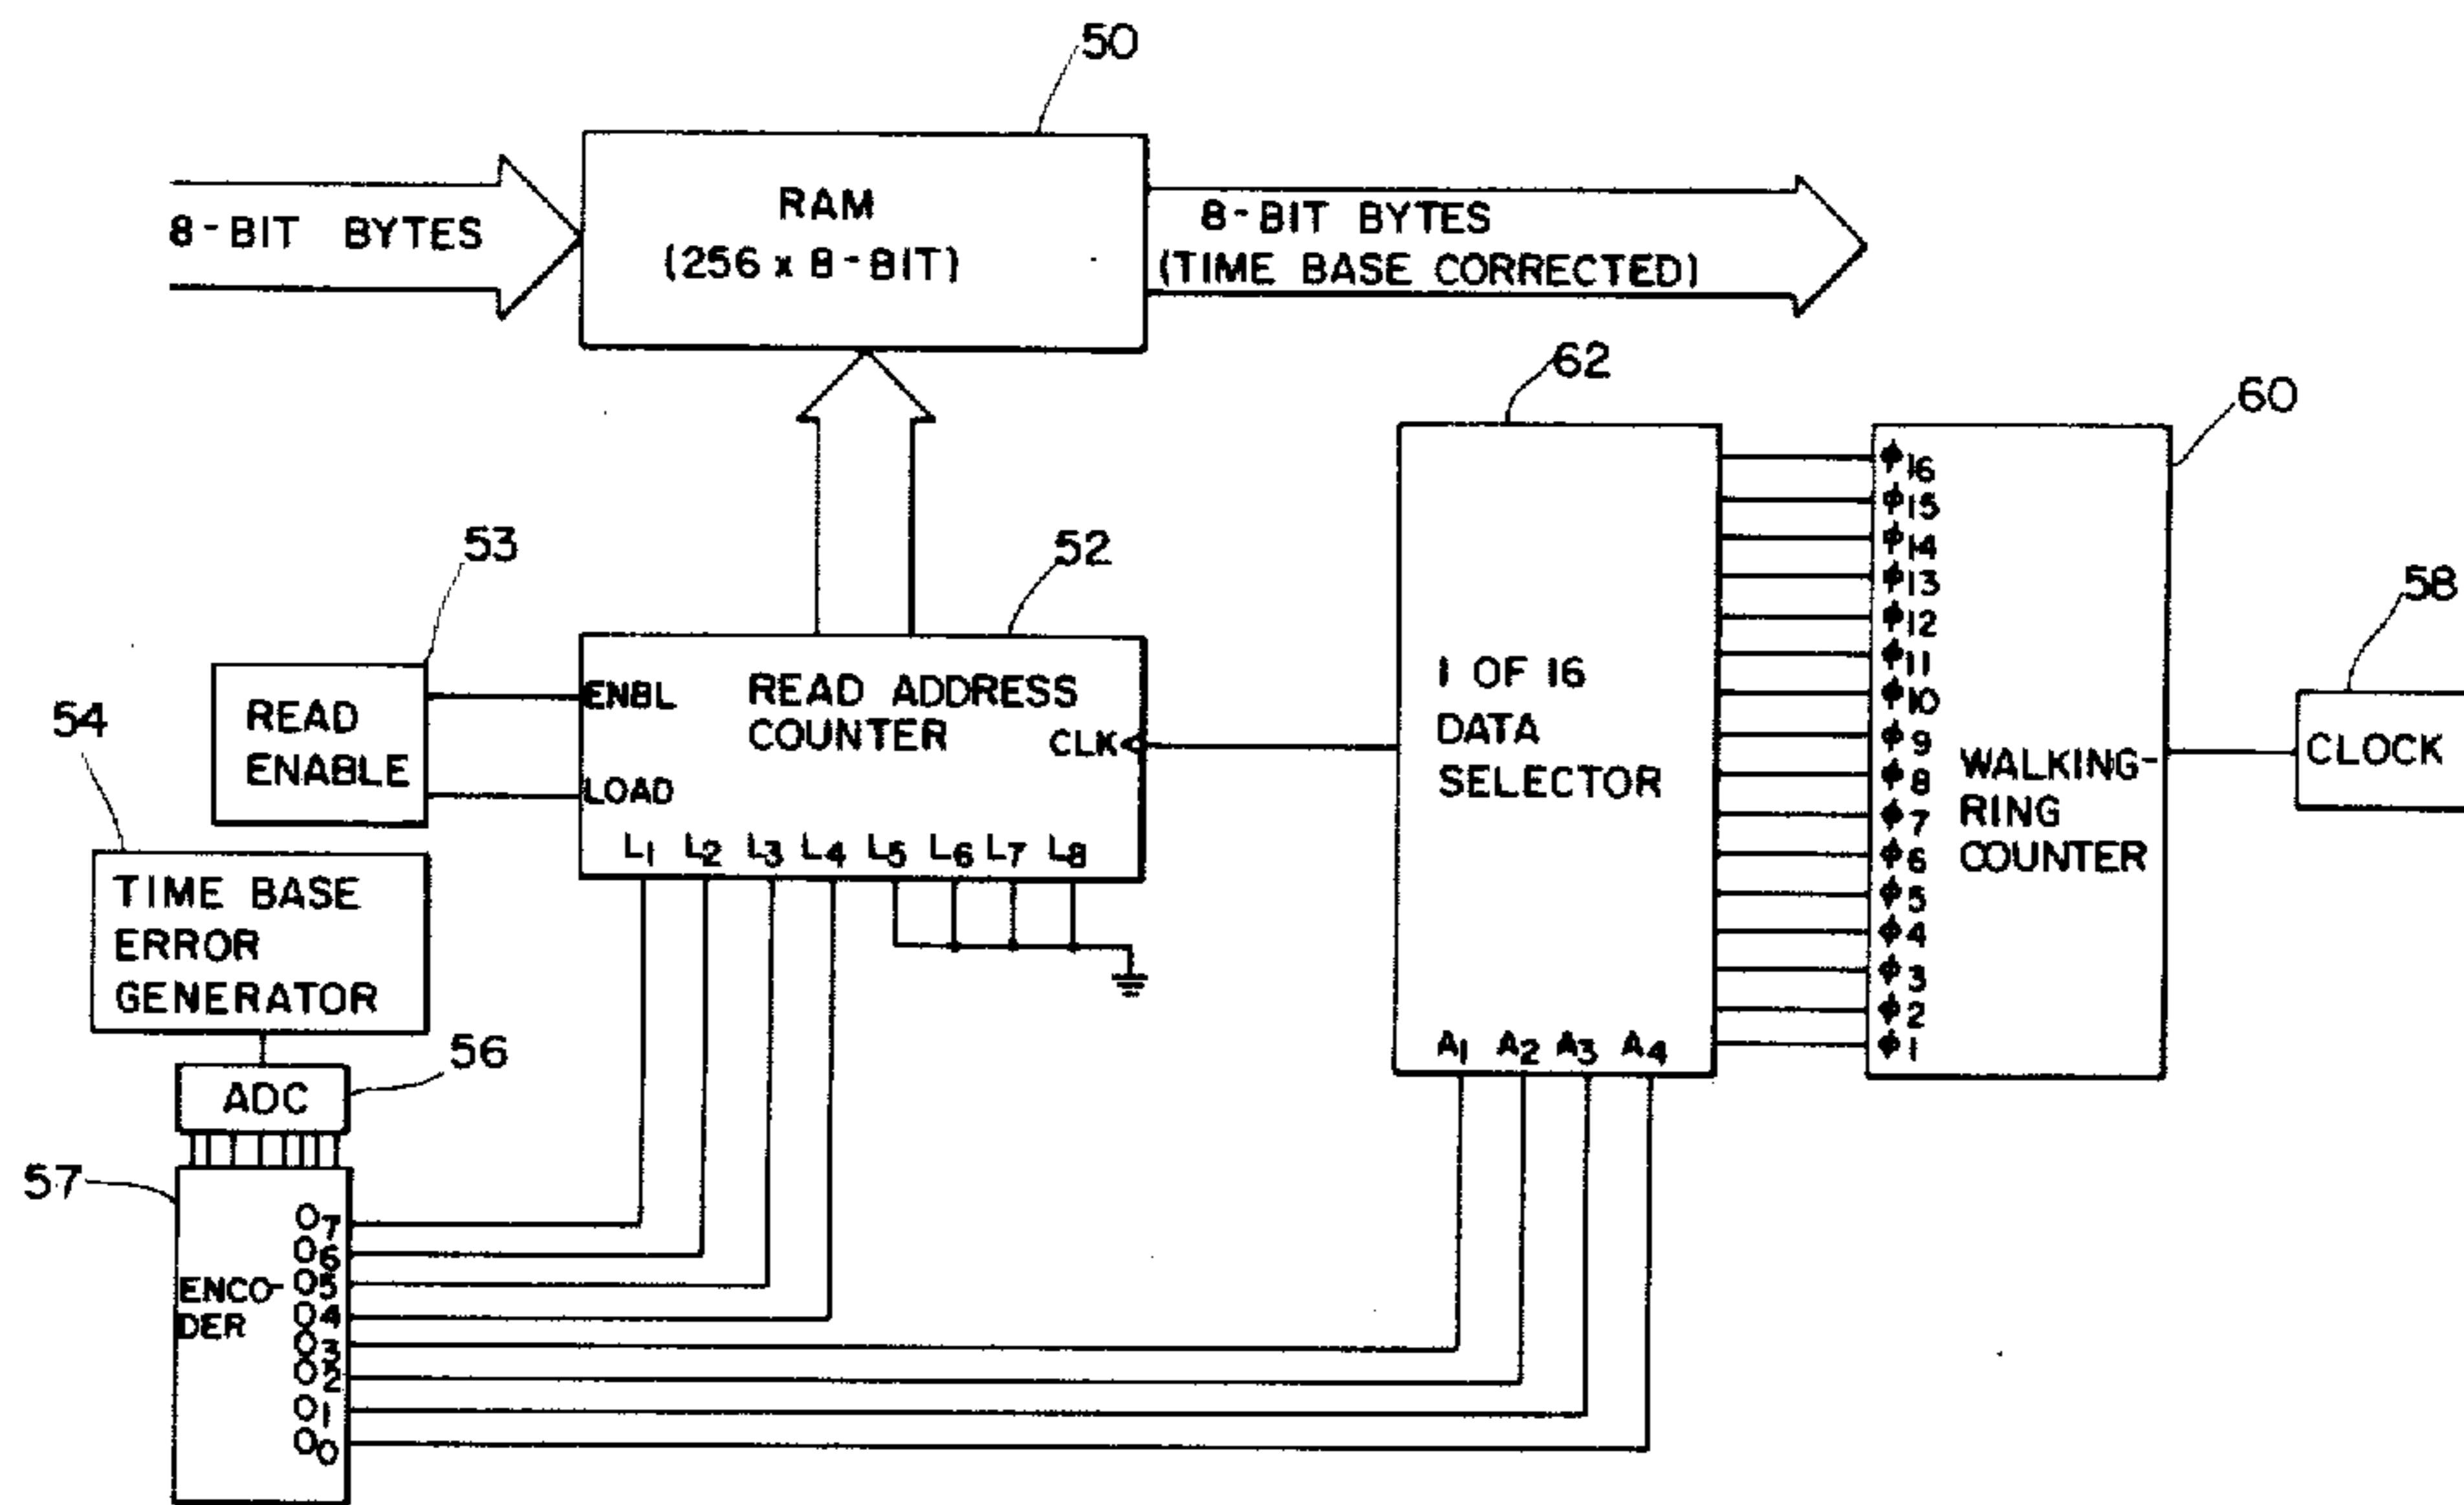 50
RAM
(256 x 8-BIT)
8-BIT BYTES
8-BIT BYTES
(TIME BASE CORRECTED)
62
60
53
52
58
54
READ
ENABLE
ENBL
LOAD
READ ADDRESS
COUNTER
CLK
L1 L2 L3 L4 L5 L6 L7 L8
1 OF 16
DATA
SELECTOR
A1 A2 A3 A4
ϕ16
ϕ15
ϕ14
ϕ13
ϕ12
ϕ11
ϕ10
ϕ9
ϕ8
ϕ7
ϕ6
ϕ5
ϕ4
ϕ3
ϕ2
ϕ1
WALKING-
RING
COUNTER
CLOCK
TIME BASE
ERROR
GENERATOR
56
ADC
57
ENCO-
DER
O7
O6
O5
O4
O3
O2
O1
O0